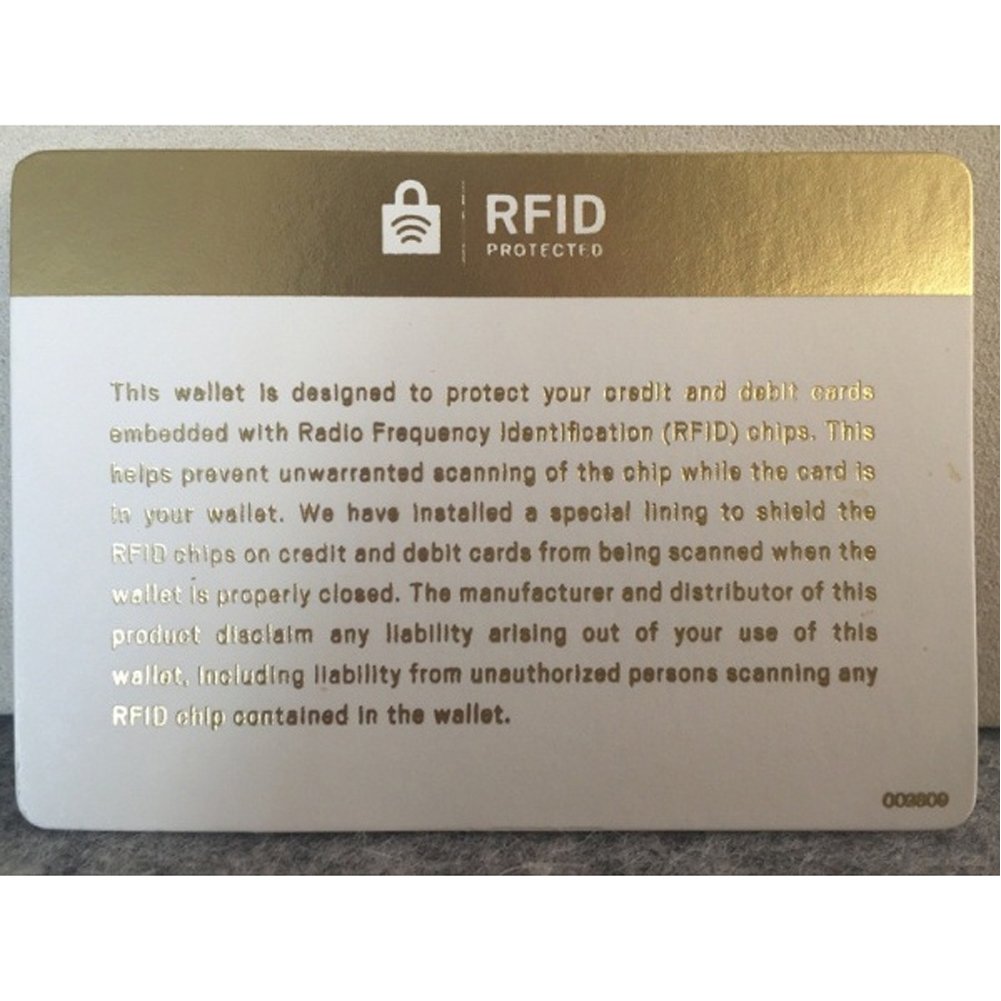 RFID
PROTECTED
This wallet is designed to protect your credit and debit cards
embedded with Radio Frequency Identification (RFID) chips. This
helps prevent unwarranted scanning of the chip while the card is
in your wallet. We have installed a special lining to shield the
RFID chips on credit and debit cards from being scanned when the
wallet is properly closed. The manufacturer and distributor of this
product disclaim any liability arising out of your use of this
wallet, including liability from unauthorized persons scanning any
RFID chip contained in the wallet.